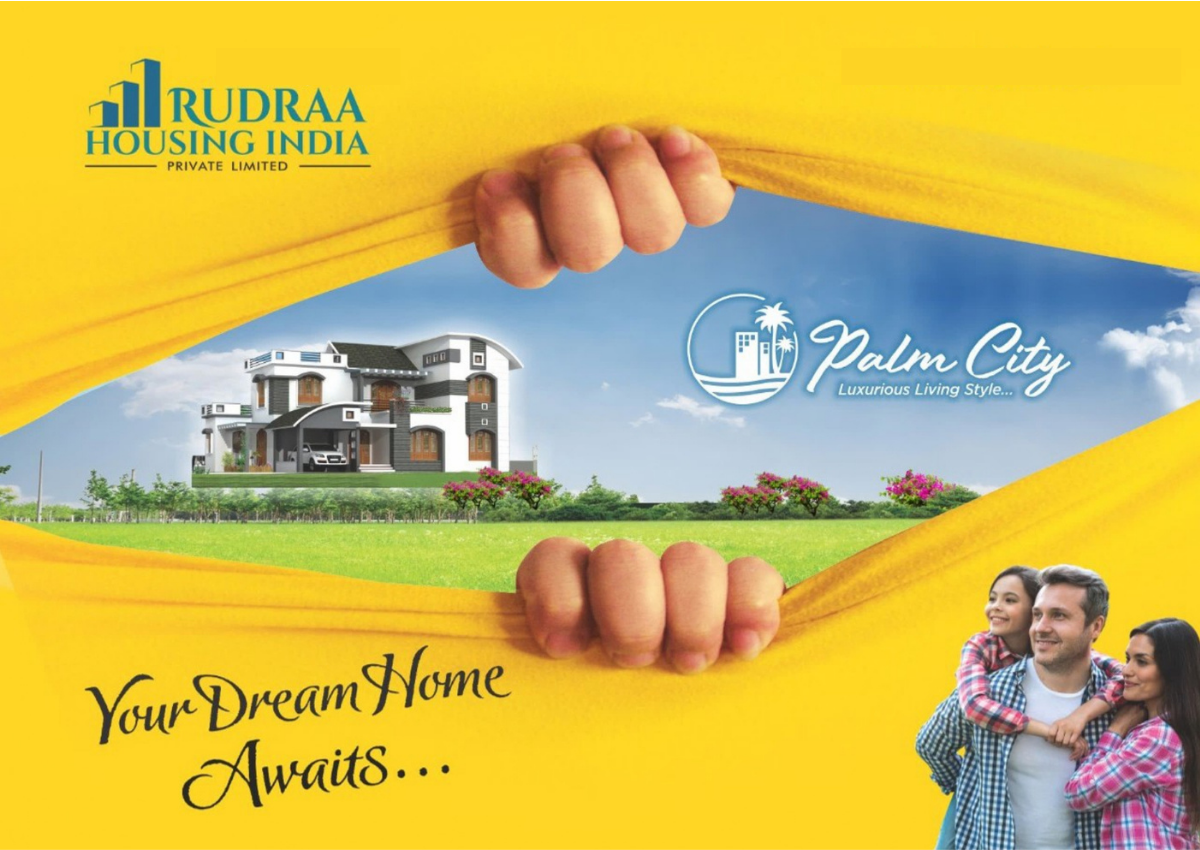 RUDRAA
HOUSING INDIA
PRIVATE LIMITED
Palm City
Luxurious Living Style...
Your Dream Home
Awaits...